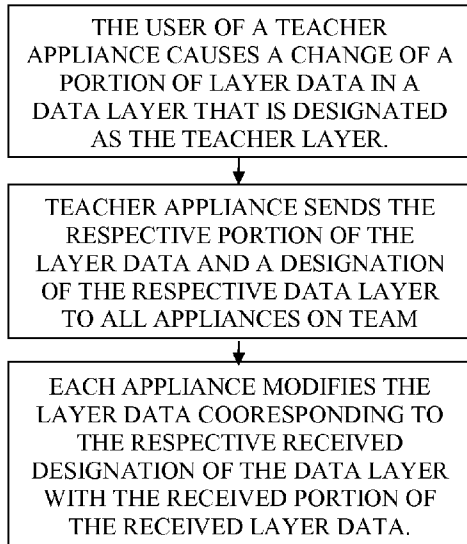 THE USER OF A TEACHER
APPLIANCE CAUSES A CHANGE OF A
PORTION OF LAYER DATA IN A
DATA LAYER THAT IS DESIGNATED
AS THE TEACHER LAYER.
TEACHER APPLIANCE SENDS THE
RESPECTIVE PORTION OF THE
LAYER DATA AND A DESIGNATION
OF THE RESPECTIVE DATA LAYER
TO ALL APPLIANCES ON TEAM
EACH APPLIANCE MODIFIES THE
LAYER DATA COORESPONDING TO
THE RESPECTIVE RECEIVED
DESIGNATION OF THE DATA LAYER
WITH THE RECEIVED PORTION OF
THE RECEIVED LAYER DATA.